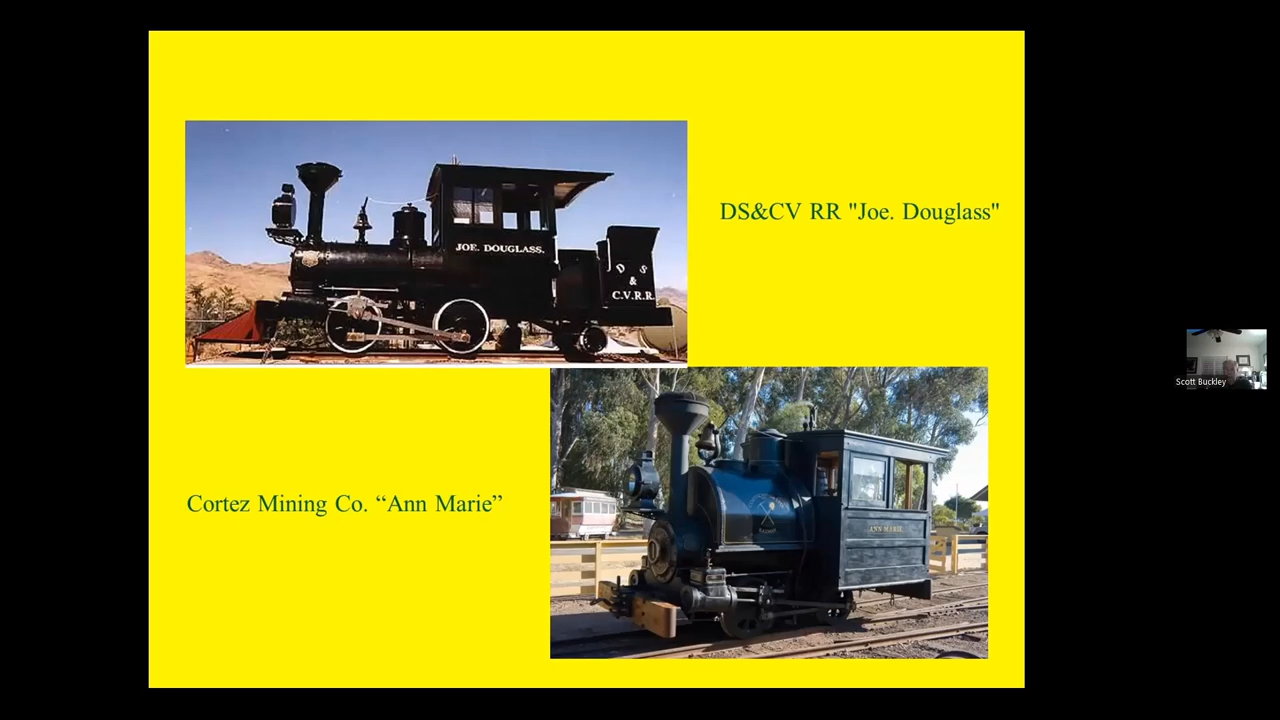 JOE. DOUGLASS.
D S
&
C.V.R.R.
DS&CV RR "Joe. Douglass"
Cortez Mining Co. “Ann Marie”
ANN MARIE
Scott Buckley